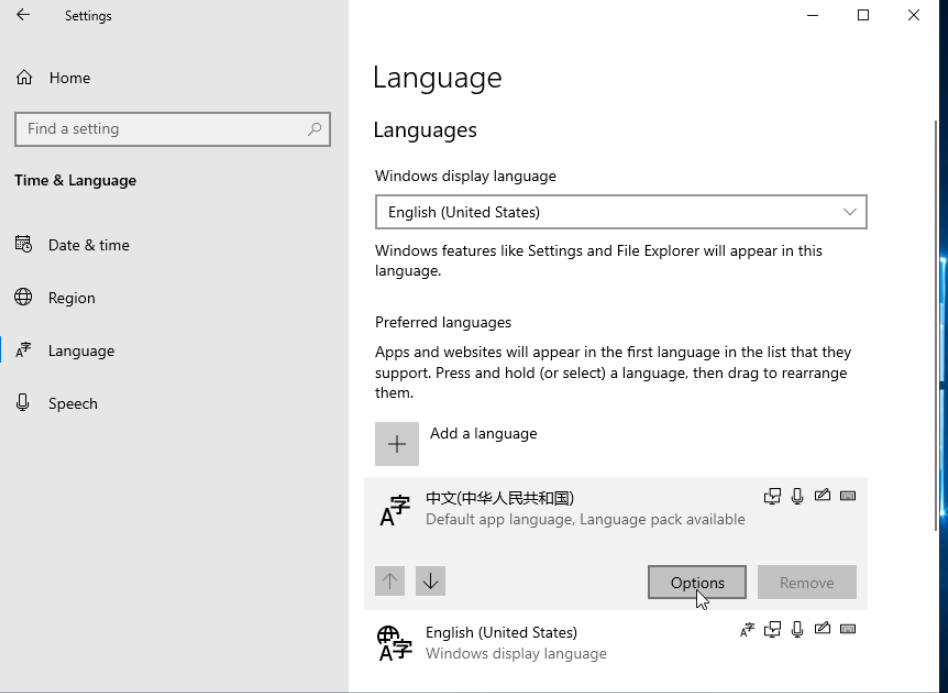 Settings
Home
Find a setting
Time & Language
Date & time
Region
Language
Speech
Language
Languages
Windows display language
English (United States)
Windows features like Settings and File Explorer will appear in this
language.
Preferred languages
Apps and websites will appear in the first language in the list that they
support. Press and hold (or select) a language, then drag to rearrange
them.
Add a language
中文(中华人民共和国)
Default app language, Language pack available
Options
Remove
English (United States)
Windows display language